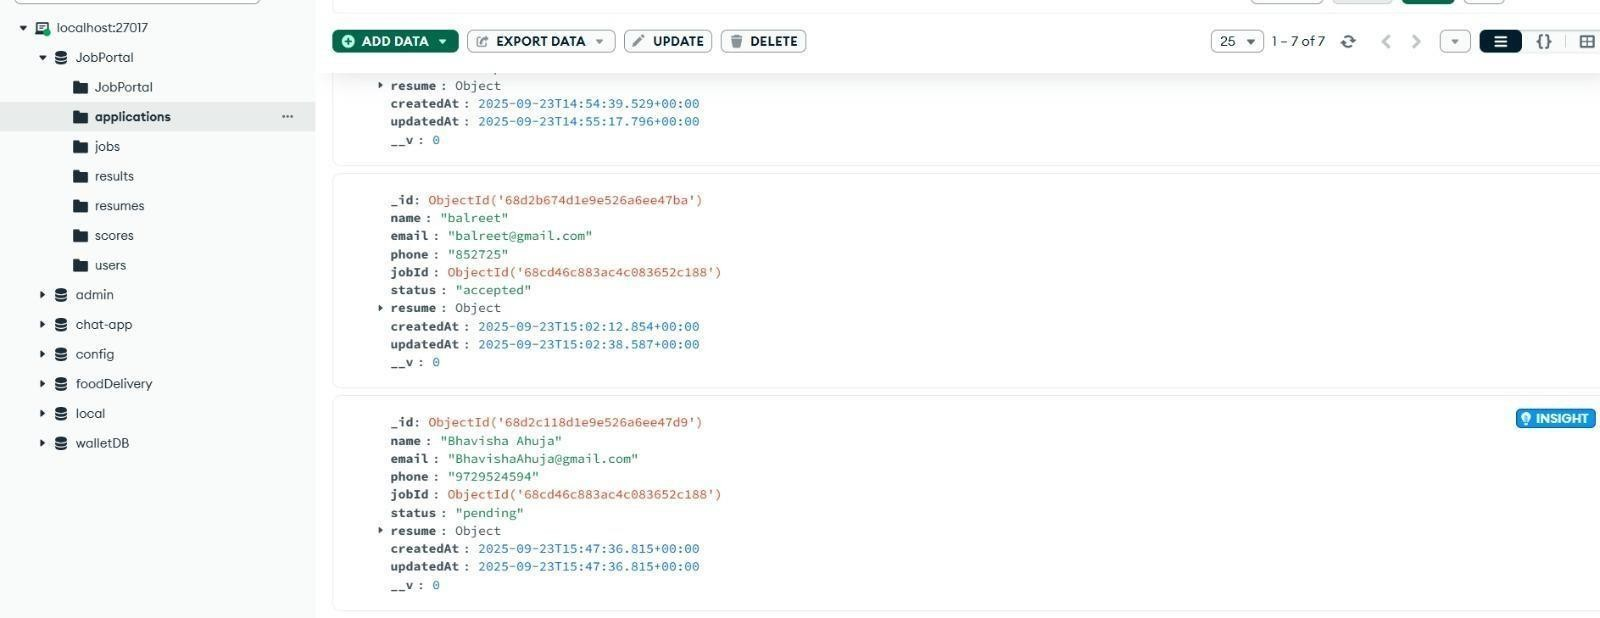 localhost:27017
JobPortal
JobPortal
applications
jobs
results
resumes
scores
users
admin
chat-app
config
foodDelivery
local
walletDB
ADD DATA EXPORT DATA UPDATE DELETE 25 1 – 7 of 7 {}
resume : Object
createdAt : 2025-09-23T14:54:39.529+00:00
updatedAt : 2025-09-23T14:55:17.796+00:00
__v : 0
_id: ObjectId('68d2b674d1e9e526a6ee47ba')
name : "balreet"
email : "balreet@gmail.com"
phone : "852725"
jobId : ObjectId('68cd46c883ac4c083652c188')
status : "accepted"
resume : Object
createdAt : 2025-09-23T15:02:12.854+00:00
updatedAt : 2025-09-23T15:02:38.587+00:00
__v : 0
INSIGHT
_id: ObjectId('68d2c118d1e9e526a6ee47d9')
name : "Bhavisha Ahuja"
email : "BhavishaAhuja@gmail.com"
phone : "9729524594"
jobId : ObjectId('68cd46c883ac4c083652c188')
status : "pending"
resume : Object
createdAt : 2025-09-23T15:47:36.815+00:00
updatedAt : 2025-09-23T15:47:36.815+00:00
__v : 0